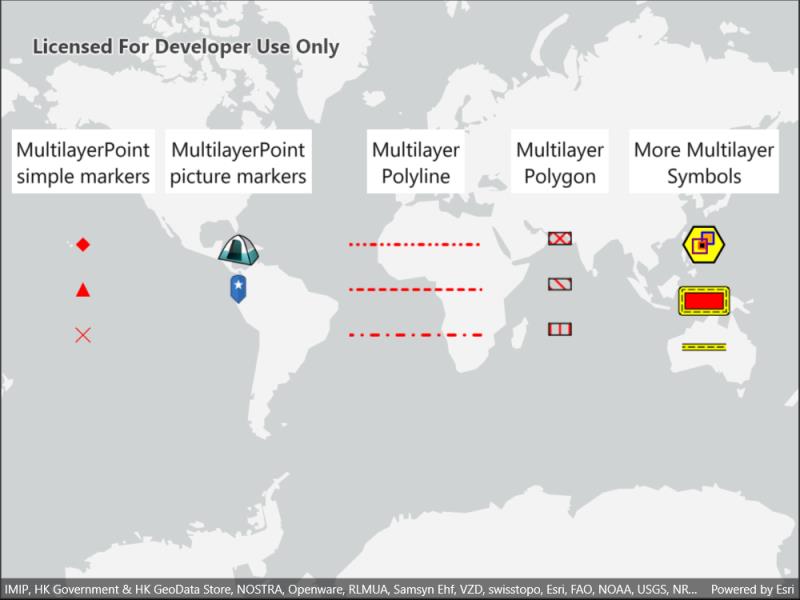 Licensed For Developer Use Only
MultilayerPoint
simple markers
MultilayerPoint
picture markers
Multilayer
Polyline
Multilayer
Polygon
More Multilayer
Symbols
IMIP, HK Government & HK GeoData Store, NOSTRA, Openware, RLMUA, Samsyn Ehf, VZD, swisstopo, Esri, FAO, NOAA, USGS, NR... Powered by Esri